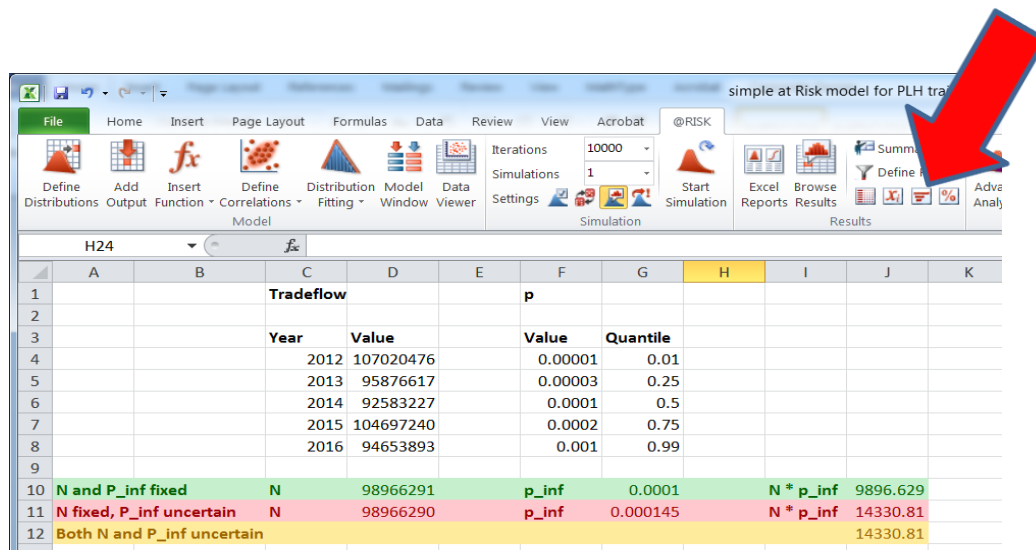 simple at Risk model for PLH trai
File Home Insert Page Layout Formulas Data Review View Acrobat @RISK
Define Distributions
Add Output
Insert Function
Define Correlations
Distribution Fitting
Model Window
Data Viewer
Model
Iterations 10000
Simulations 1
Settings
Start Simulation
Simulation
Excel Reports
Browse Results
Summa
Define
Results
Adva
Analy
H24 fx
A B C D E F G H I J K
1 Tradeflow p
2
3 Year Value Value Quantile
4 2012 107020476 0.00001 0.01
5 2013 95876617 0.00003 0.25
6 2014 92583227 0.0001 0.5
7 2015 104697240 0.0002 0.75
8 2016 94653893 0.001 0.99
9
10 N and P_inf fixed N 98966291 p_inf 0.0001 N * p_inf 9896.629
11 N fixed, P_inf uncertain N 98966290 p_inf 0.000145 N * p_inf 14330.81
12 Both N and P_inf uncertain 14330.81